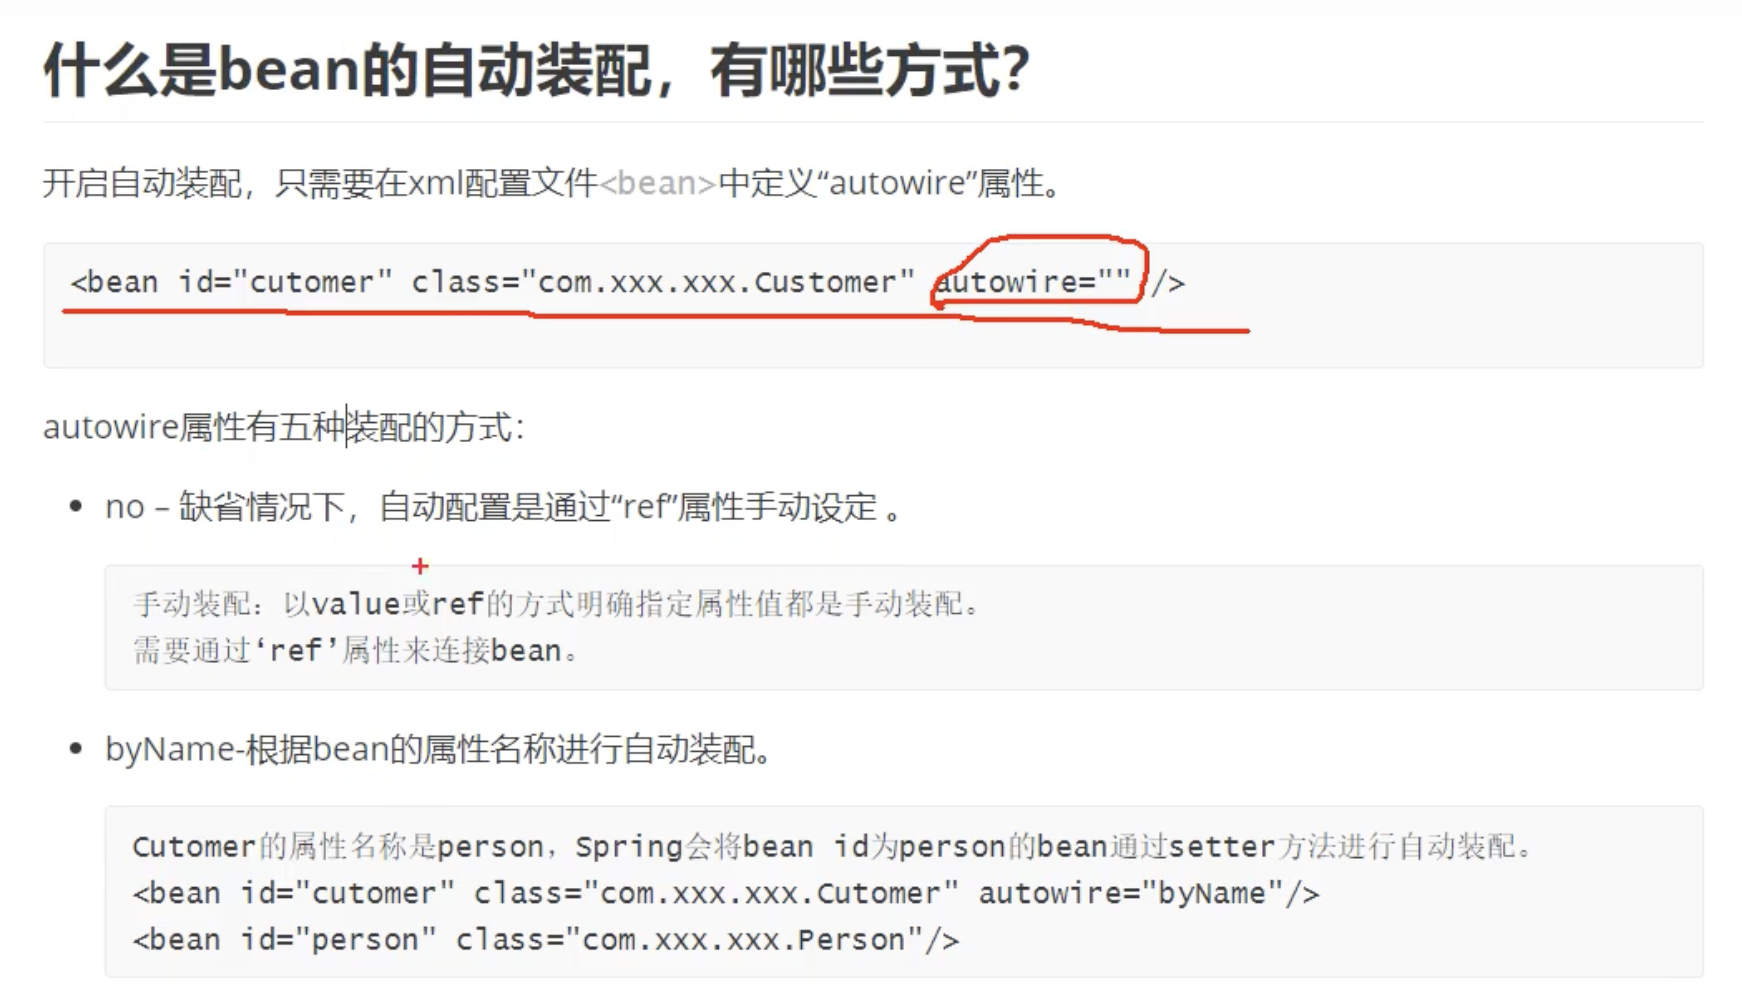 什么是bean的自动装配，有哪些方式？
开启自动装配，只需要在xml配置文件<bean>中定义“autowire”属性。
<bean id="cutomer" class="com.xxx.xxx.Customer" autowire="" />
autowire属性有五种装配的方式：
no – 缺省情况下，自动配置是通过“ref”属性手动设定 。
手动装配：以value或ref的方式明确指定属性值都是手动装配。
需要通过‘ref’属性来连接bean。
byName-根据bean的属性名称进行自动装配。
Cutomer的属性名称是person，Spring会将bean id为person的bean通过setter方法进行自动装配。
<bean id="cutomer" class="com.xxx.xxx.Cutomer" autowire="byName"/>
<bean id="person" class="com.xxx.xxx.Person"/>